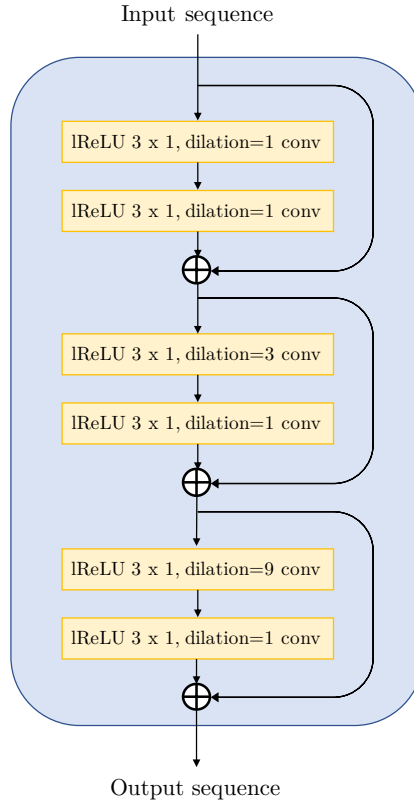 Input sequence
lReLU 3 x 1, dilation=1 conv
lReLU 3 x 1, dilation=1 conv
lReLU 3 x 1, dilation=3 conv
lReLU 3 x 1, dilation=1 conv
lReLU 3 x 1, dilation=9 conv
lReLU 3 x 1, dilation=1 conv
Output sequence